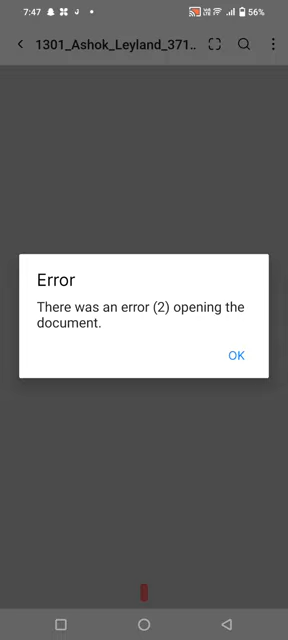 7:47
56%
1301_Ashok_Leyland_371..
Error
There was an error (2) opening the
document.
OK